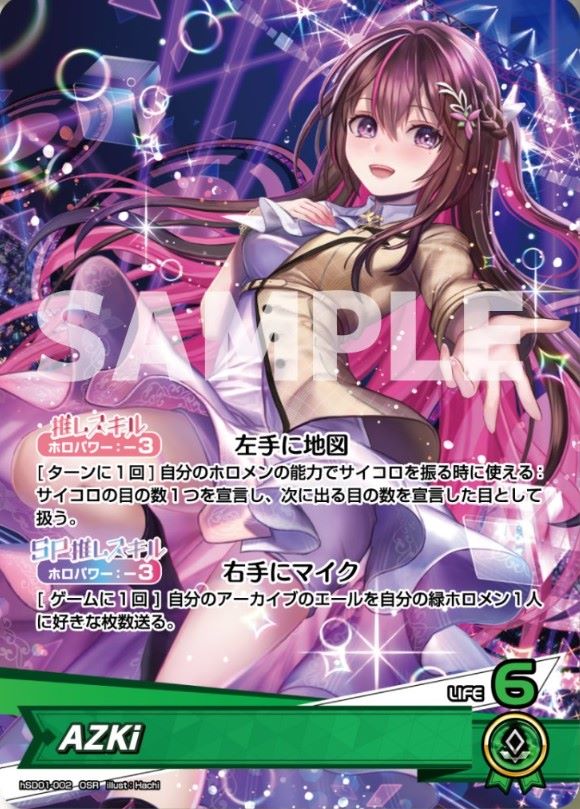 SAMPLE
推しスキル
ホロパワー：－3
左手に地図
[ ターンに１回 ] 自分のホロメンの能力でサイコロを振る時に使える：
サイコロの目の数１つを宣言し、次に出る目の数を宣言した目として
扱う。
SP推しスキル
ホロパワー：－3
右手にマイク
[ ゲームに１回 ] 自分のアーカイブのエールを自分の緑ホロメン１人
に好きな枚数送る。
LIFE 6
AZKi
hSD01-002 OSR illust：Hachi